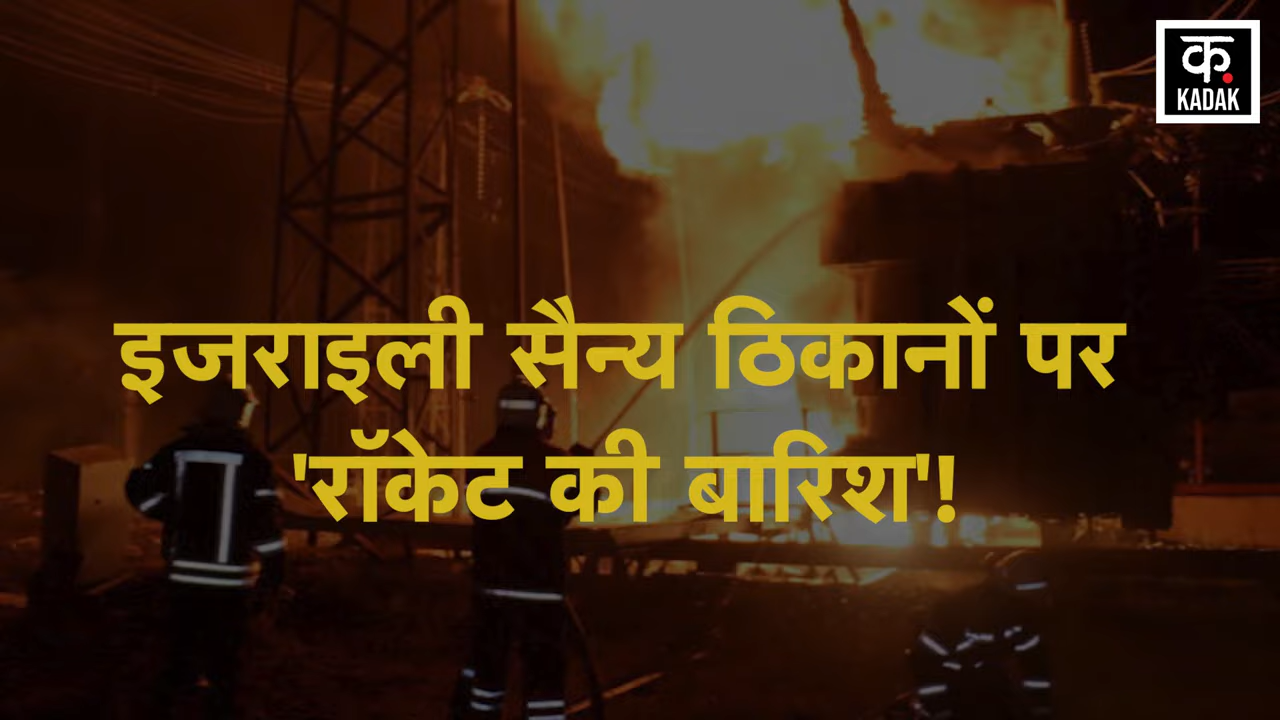 क
KADAK
इजराइली सैन्य ठिकानों पर
'रॉकेट की बारिश'!